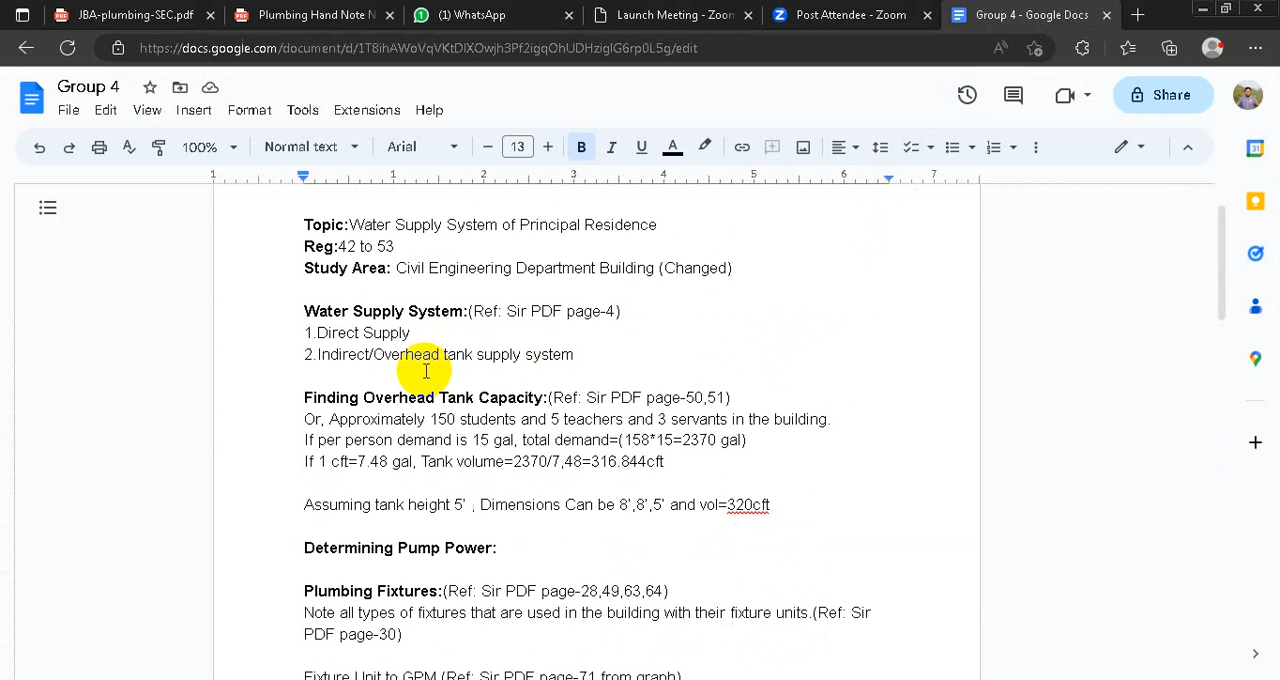 JBA-plumbing-SEC.pdf
Plumbing Hand Note N
(1) WhatsApp
Launch Meeting - Zoom
Post Attendee - Zoom
Group 4 - Google Docs
https://docs.google.com/document/d/1T8ihAWoVqVKtDIXOwjh3Pf2igqOhUDHziglG6rp0L5g/edit
Group 4
Share
File Edit View Insert Format Tools Extensions Help
100% Normal text Arial 13 B I U A
1 1 2 3 4 5 6 7
Topic:Water Supply System of Principal Residence
Reg:42 to 53
Study Area: Civil Engineering Department Building (Changed)
Water Supply System:(Ref: Sir PDF page-4)
1.Direct Supply
2.Indirect/Overhead tank supply system
Finding Overhead Tank Capacity:(Ref: Sir PDF page-50,51)
Or, Approximately 150 students and 5 teachers and 3 servants in the building.
If per person demand is 15 gal, total demand=(158*15=2370 gal)
If 1 cft=7.48 gal, Tank volume=2370/7,48=316.844cft
Assuming tank height 5' , Dimensions Can be 8',8',5' and vol=320cft
Determining Pump Power:
Plumbing Fixtures:(Ref: Sir PDF page-28,49,63,64)
Note all types of fixtures that are used in the building with their fixture units.(Ref: Sir
PDF page-30)
Fixture Unit to GPM (Ref: Sir PDF page-71 from graph)